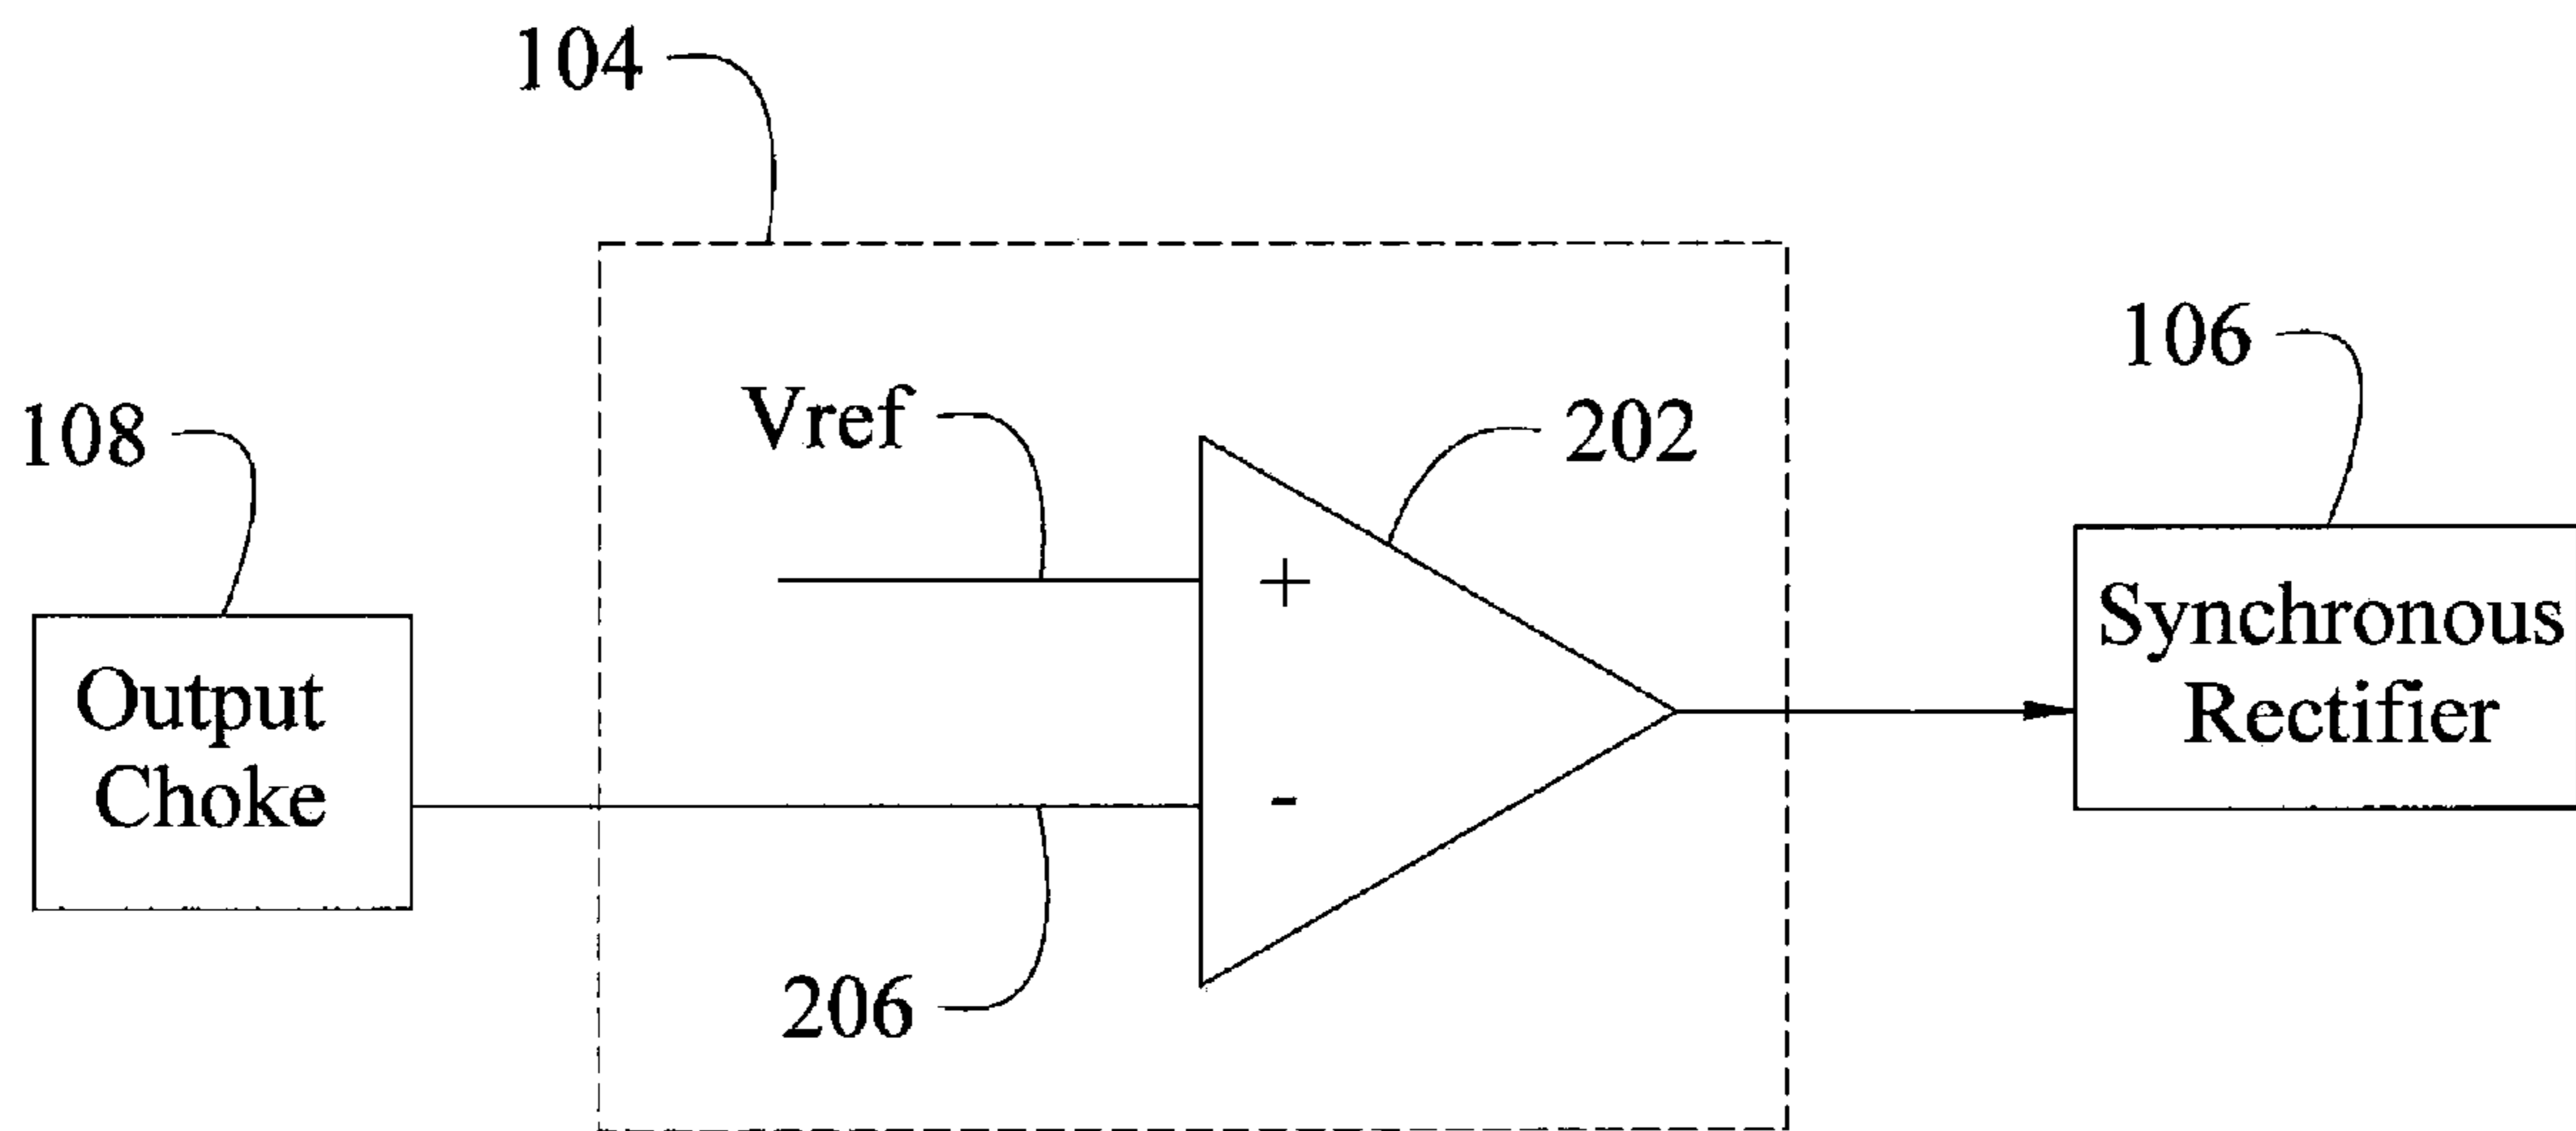 104
106
Vref
202
108
+
Synchronous
Rectifier
Output
Choke
-
206